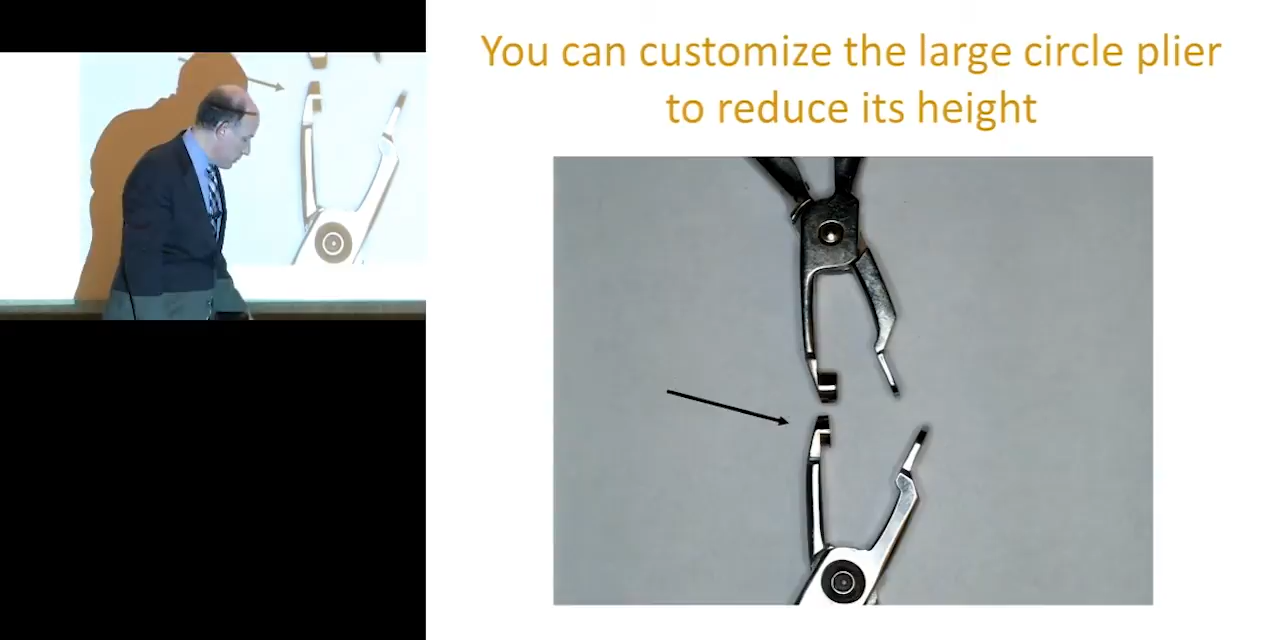 You can customize the large circle plier
to reduce its height